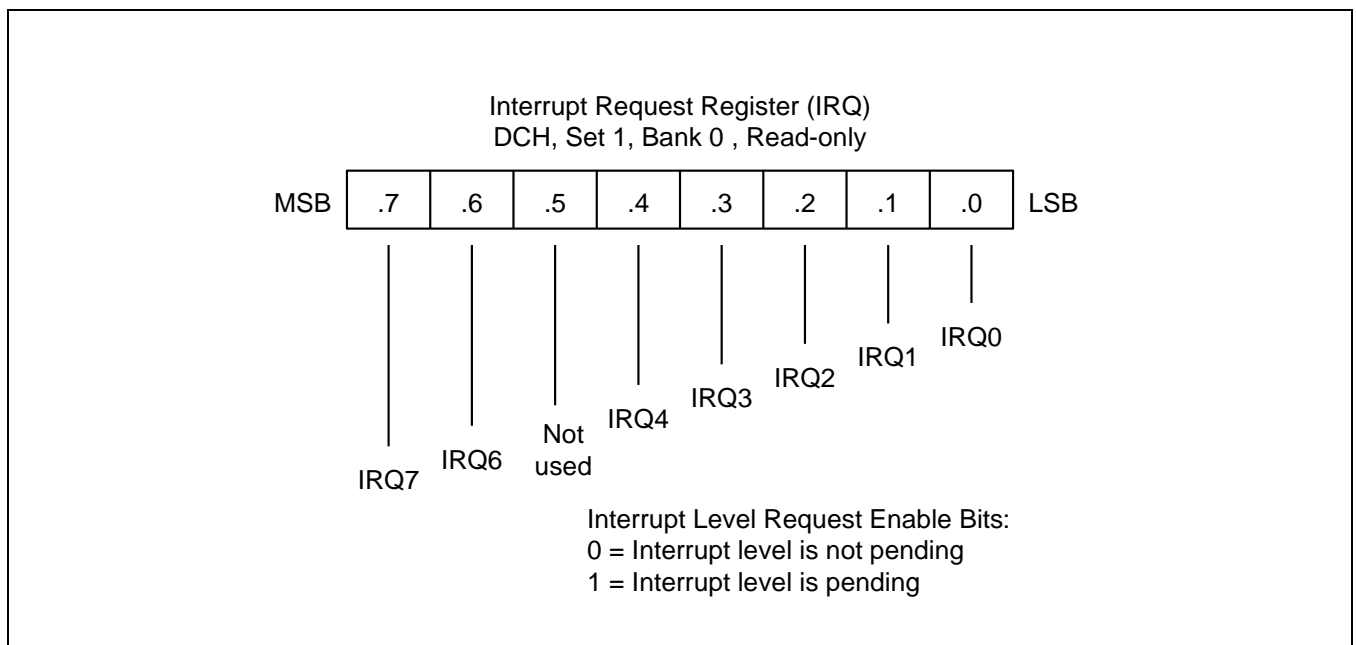 Interrupt Request Register (IRQ)
DCH, Set 1, Bank 0 , Read-only
MSB .7 .6 .5 .4 .3 .2 .1 .0 LSB
IRQ7
IRQ6
Not
used
IRQ4
IRQ3
IRQ2
IRQ1
IRQ0
Interrupt Level Request Enable Bits:
0 = Interrupt level is not pending
1 = Interrupt level is pending